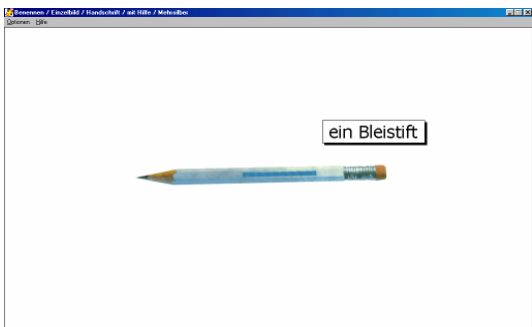 Benennen / Einzelbild / Handschrift / mit Hilfe / Mehrsilber
Optionen Hilfe
ein Bleistift